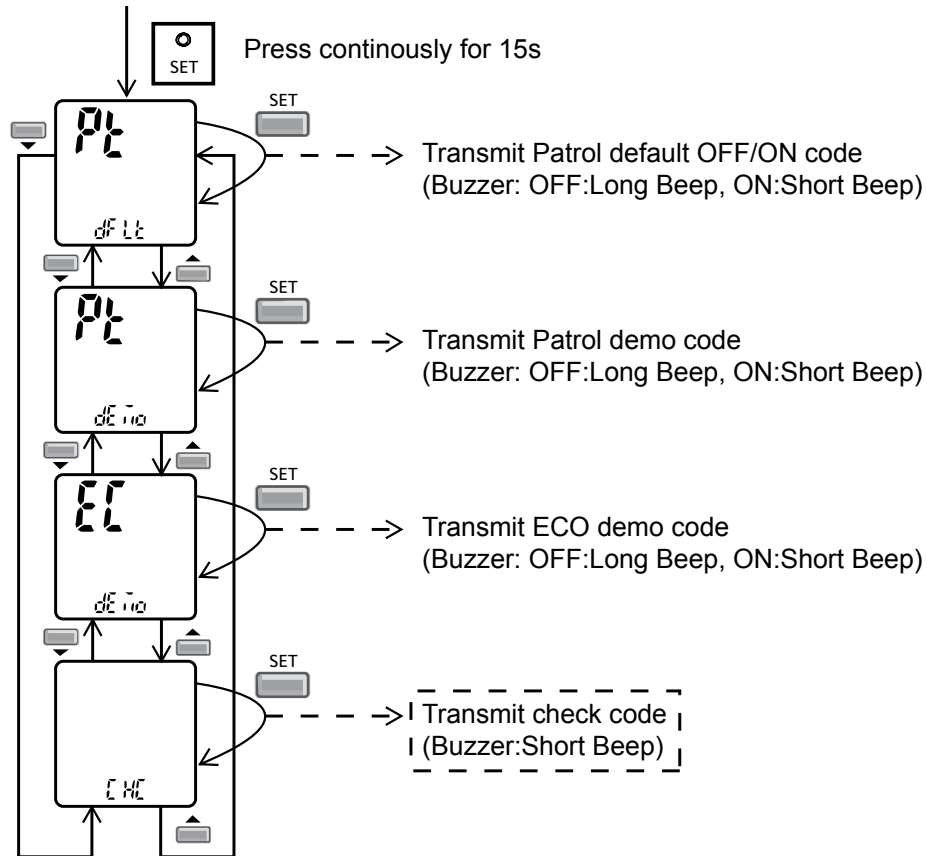 SET
Press continously for 15s
Pt
SET
Transmit Patrol default OFF/ON code
(Buzzer: OFF:Long Beep, ON:Short Beep)
dFLt
Pt
SET
Transmit Patrol demo code
(Buzzer: OFF:Long Beep, ON:Short Beep)
dEmo
EC
SET
Transmit ECO demo code
(Buzzer: OFF:Long Beep, ON:Short Beep)
dEmo
SET
Transmit check code
(Buzzer:Short Beep)
CHC